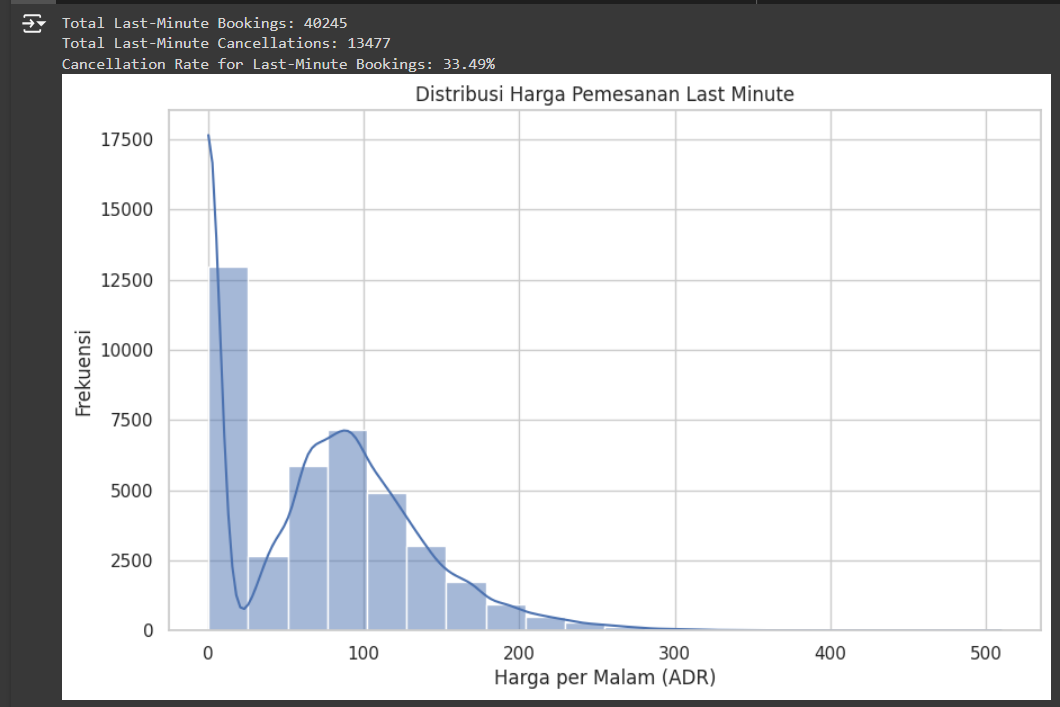 Total Last-Minute Bookings: 40245
Total Last-Minute Cancellations: 13477
Cancellation Rate for Last-Minute Bookings: 33.49%
Distribusi Harga Pemesanan Last Minute
17500
15000
12500
10000
7500
5000
2500
0
Frekuensi
0 100 200 300 400 500
Harga per Malam (ADR)